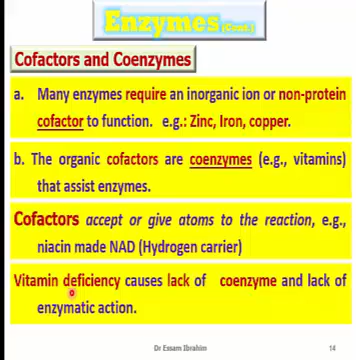 Enzymes (Cont.)
Cofactors and Coenzymes
a. Many enzymes require an inorganic ion or non-protein
cofactor to function. e.g.: Zinc, Iron, copper.
b. The organic cofactors are coenzymes (e.g., vitamins)
that assist enzymes.
Cofactors accept or give atoms to the reaction, e.g.,
niacin made NAD (Hydrogen carrier)
Vitamin deficiency causes lack of coenzyme and lack of
enzymatic action.
Dr Essam Ibrahim 14